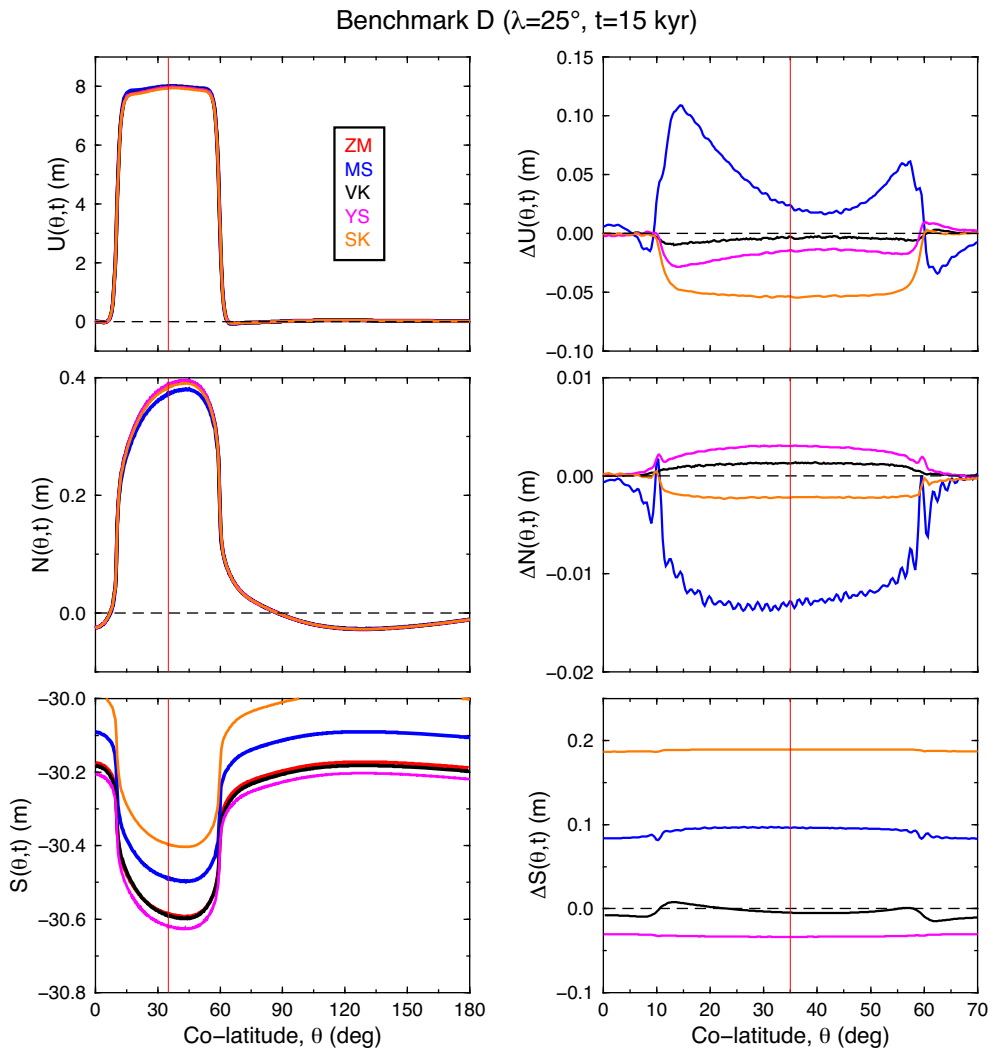 Benchmark D (λ=25°, t=15 kyr)
U(θ,t) (m)
8
6
4
2
0
ZM
MS
VK
YS
SK
ΔU(θ,t) (m)
0.15
0.10
0.05
0.00
−0.05
−0.10
N(θ,t) (m)
0.4
0.2
0.0
ΔN(θ,t) (m)
0.01
0.00
−0.01
−0.02
S(θ,t) (m)
−30.0
−30.2
−30.4
−30.6
−30.8
0 30 60 90 120 150 180
Co−latitude, θ (deg)
ΔS(θ,t) (m)
0.2
0.1
0.0
−0.1
0 10 20 30 40 50 60 70
Co−latitude, θ (deg)